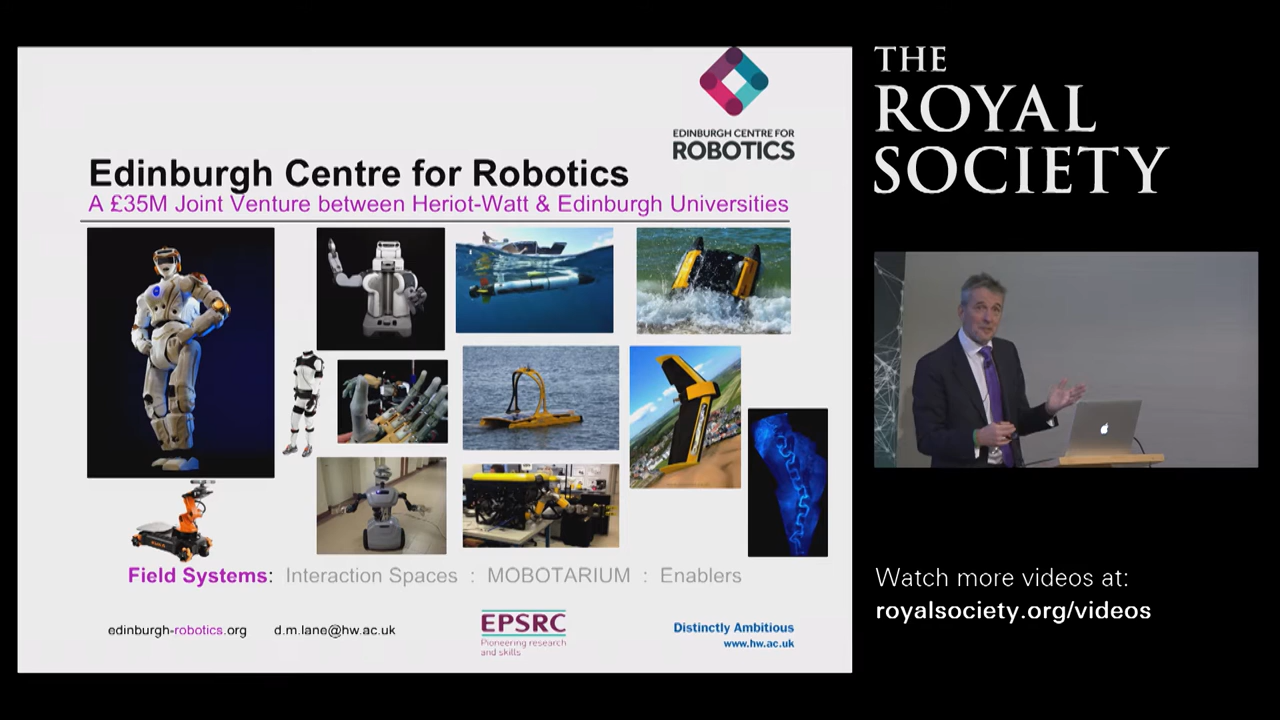 EDINBURGH CENTRE FOR
ROBOTICS
Edinburgh Centre for Robotics
A £35M Joint Venture between Heriot-Watt & Edinburgh Universities
Field Systems: Interaction Spaces : MOBOTARIUM : Enablers
edinburgh-robotics.org d.m.lane@hw.ac.uk
EPSRC
Pioneering research
and skills
Distinctly Ambitious
www.hw.ac.uk
THE
ROYAL
SOCIETY
Watch more videos at:
royalsociety.org/videos